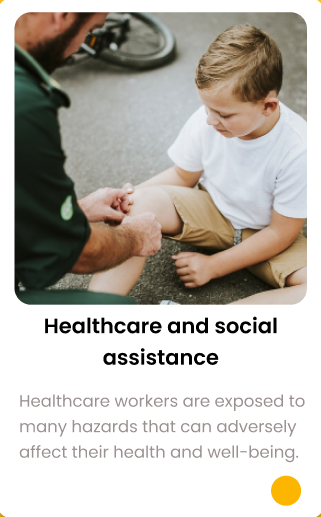 Healthcare and social
assistance
Healthcare workers are exposed to
many hazards that can adversely
affect their health and well-being.